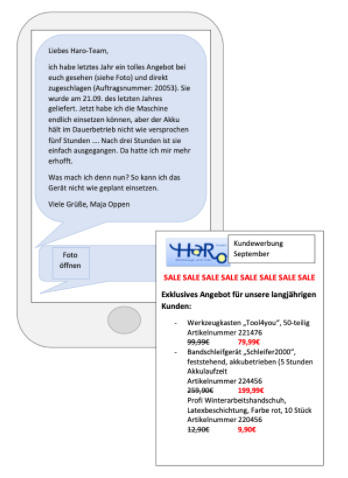 Liebes Haro-Team,
ich habe letztes Jahr ein tolles Angebot bei
euch gesehen (siehe Foto) und direkt
zugeschlagen (Auftragsnummer: 20053). Sie
wurde am 21.09. des letzten Jahres
geliefert. Jetzt habe ich die Maschine
endlich einsetzen können, aber der Akku
hält im Dauerbetrieb nicht wie versprochen
fünf Stunden .... Nach drei Stunden ist sie
einfach ausgegangen. Da hatte ich mir mehr
erhofft.
Was mach ich denn nun? So kann ich das
Gerät nicht wie geplant einsetzen.
Viele Grüße, Maja Oppen
Foto
öffnen
HaRo
Kundewerbung
September
SALE SALE SALE SALE SALE SALE SALE SALE
Exklusives Angebot für unsere langjährigen
Kunden:
- Werkzeugkasten „Tool4you“, 50-teilig
Artikelnummer 221476
99,99€ 79,99€
- Bandschleifgerät „Schleifer2000“,
feststehend, akkubetrieben (5 Stunden
Akkulaufzeit
Artikelnummer 224456
259,90€ 199,99€
Profi Winterarbeitshandschuh,
Latexbeschichtung, Farbe rot, 10 Stück
Artikelnummer 220456
12,90€ 9,90€